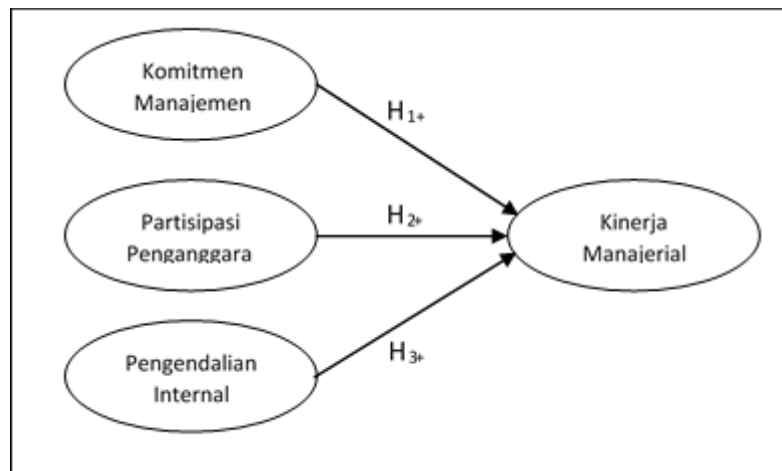 Komitmen
Manajemen
H1+
Partisipasi
Penganggara
H2+
Kinerja
Manajerial
Pengendalian
Internal
H3+